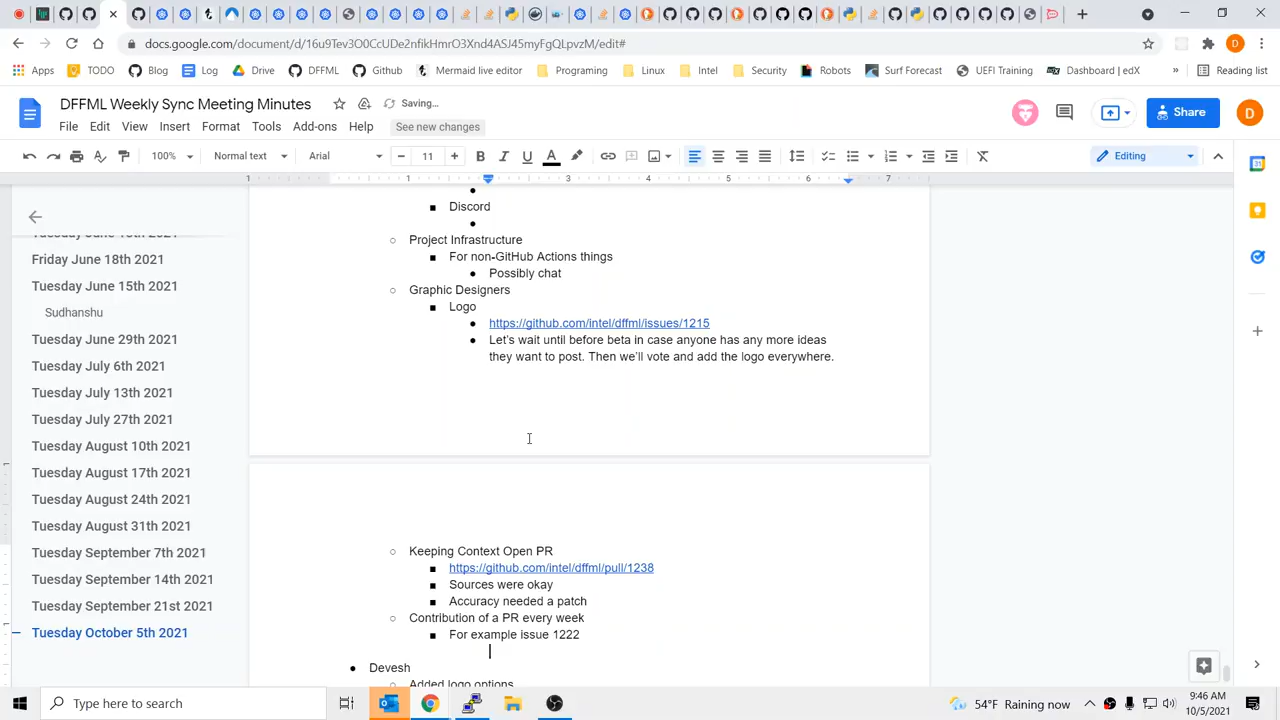 docs.google.com/document/d/16u9Tev3O0CcUDe2nfikHmrO3Xnd4ASJ45myFgQLpvzM/edit#
Apps TODO Blog Log Drive DFFML Github Mermaid live editor Programing Linux Intel Security Robots Surf Forecast UEFI Training Dashboard | edX » Reading list
DFFML Weekly Sync Meeting Minutes Saving…
Share
D
File Edit View Insert Format Tools Add-ons Help See new changes
100% Normal text Arial 11 Editing
1 1 3 4 5 6 7
Discord
Project Infrastructure
For non-GitHub Actions things
Possibly chat
Graphic Designers
Logo
https://github.com/intel/dffml/issues/1215
Let's wait until before beta in case anyone has any more ideas
they want to post. Then we'll vote and add the logo everywhere.
Keeping Context Open PR
https://github.com/intel/dffml/pull/1238
Sources were okay
Accuracy needed a patch
Contribution of a PR every week
For example issue 1222
Devesh
Added logo options
Friday June 18th 2021
Tuesday June 15th 2021
Sudhanshu
Tuesday June 29th 2021
Tuesday July 6th 2021
Tuesday July 13th 2021
Tuesday July 27th 2021
Tuesday August 10th 2021
Tuesday August 17th 2021
Tuesday August 24th 2021
Tuesday August 31th 2021
Tuesday September 7th 2021
Tuesday September 14th 2021
Tuesday September 21st 2021
Tuesday October 5th 2021
Type here to search
54°F Raining now
9:46 AM
10/5/2021